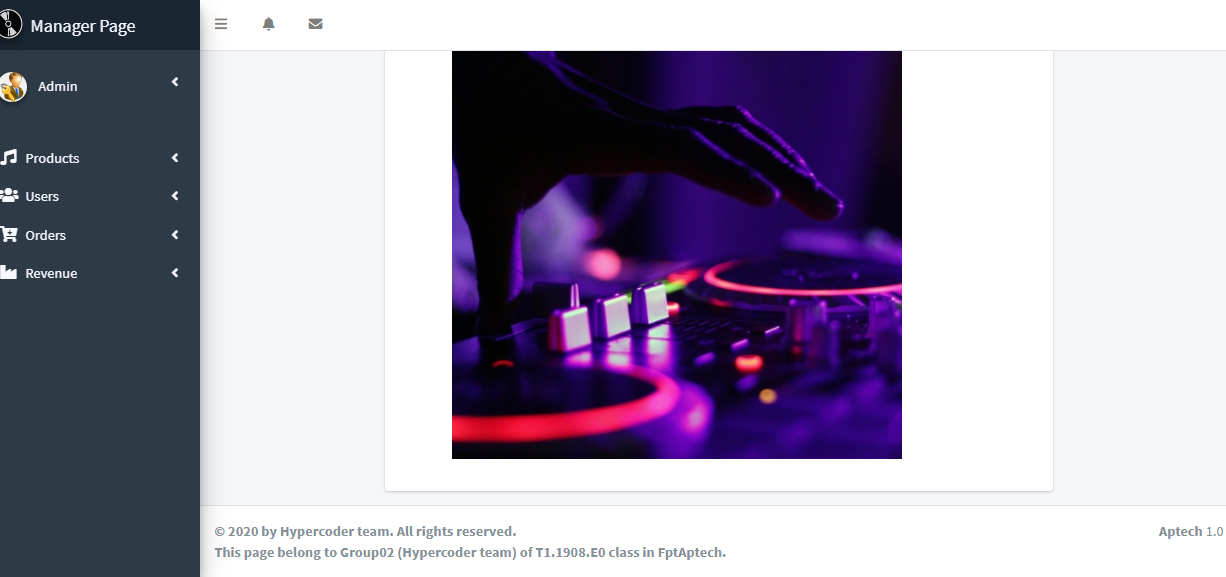 Manager Page
Admin
Products
Users
Orders
Revenue
© 2020 by Hypercoder team. All rights reserved.
Aptech 1.0
This page belong to Group02 (Hypercoder team) of T1.1908.E0 class in FptAptech.